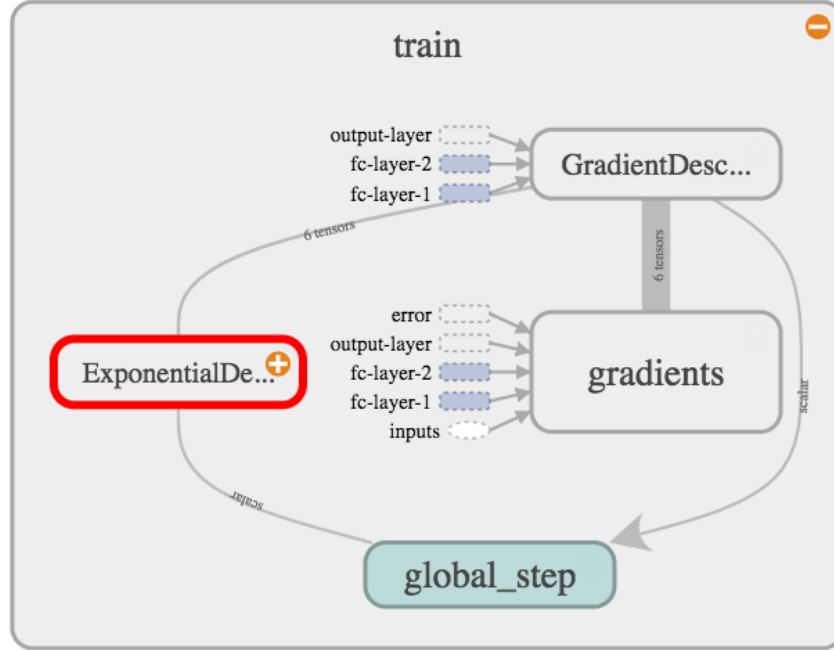 train
output-layer
fc-layer-2
fc-layer-1
GradientDesc...
6 tensors
6 tensors
error
output-layer
fc-layer-2
fc-layer-1
inputs
gradients
ExponentialDe...
scalar
scalar
global_step